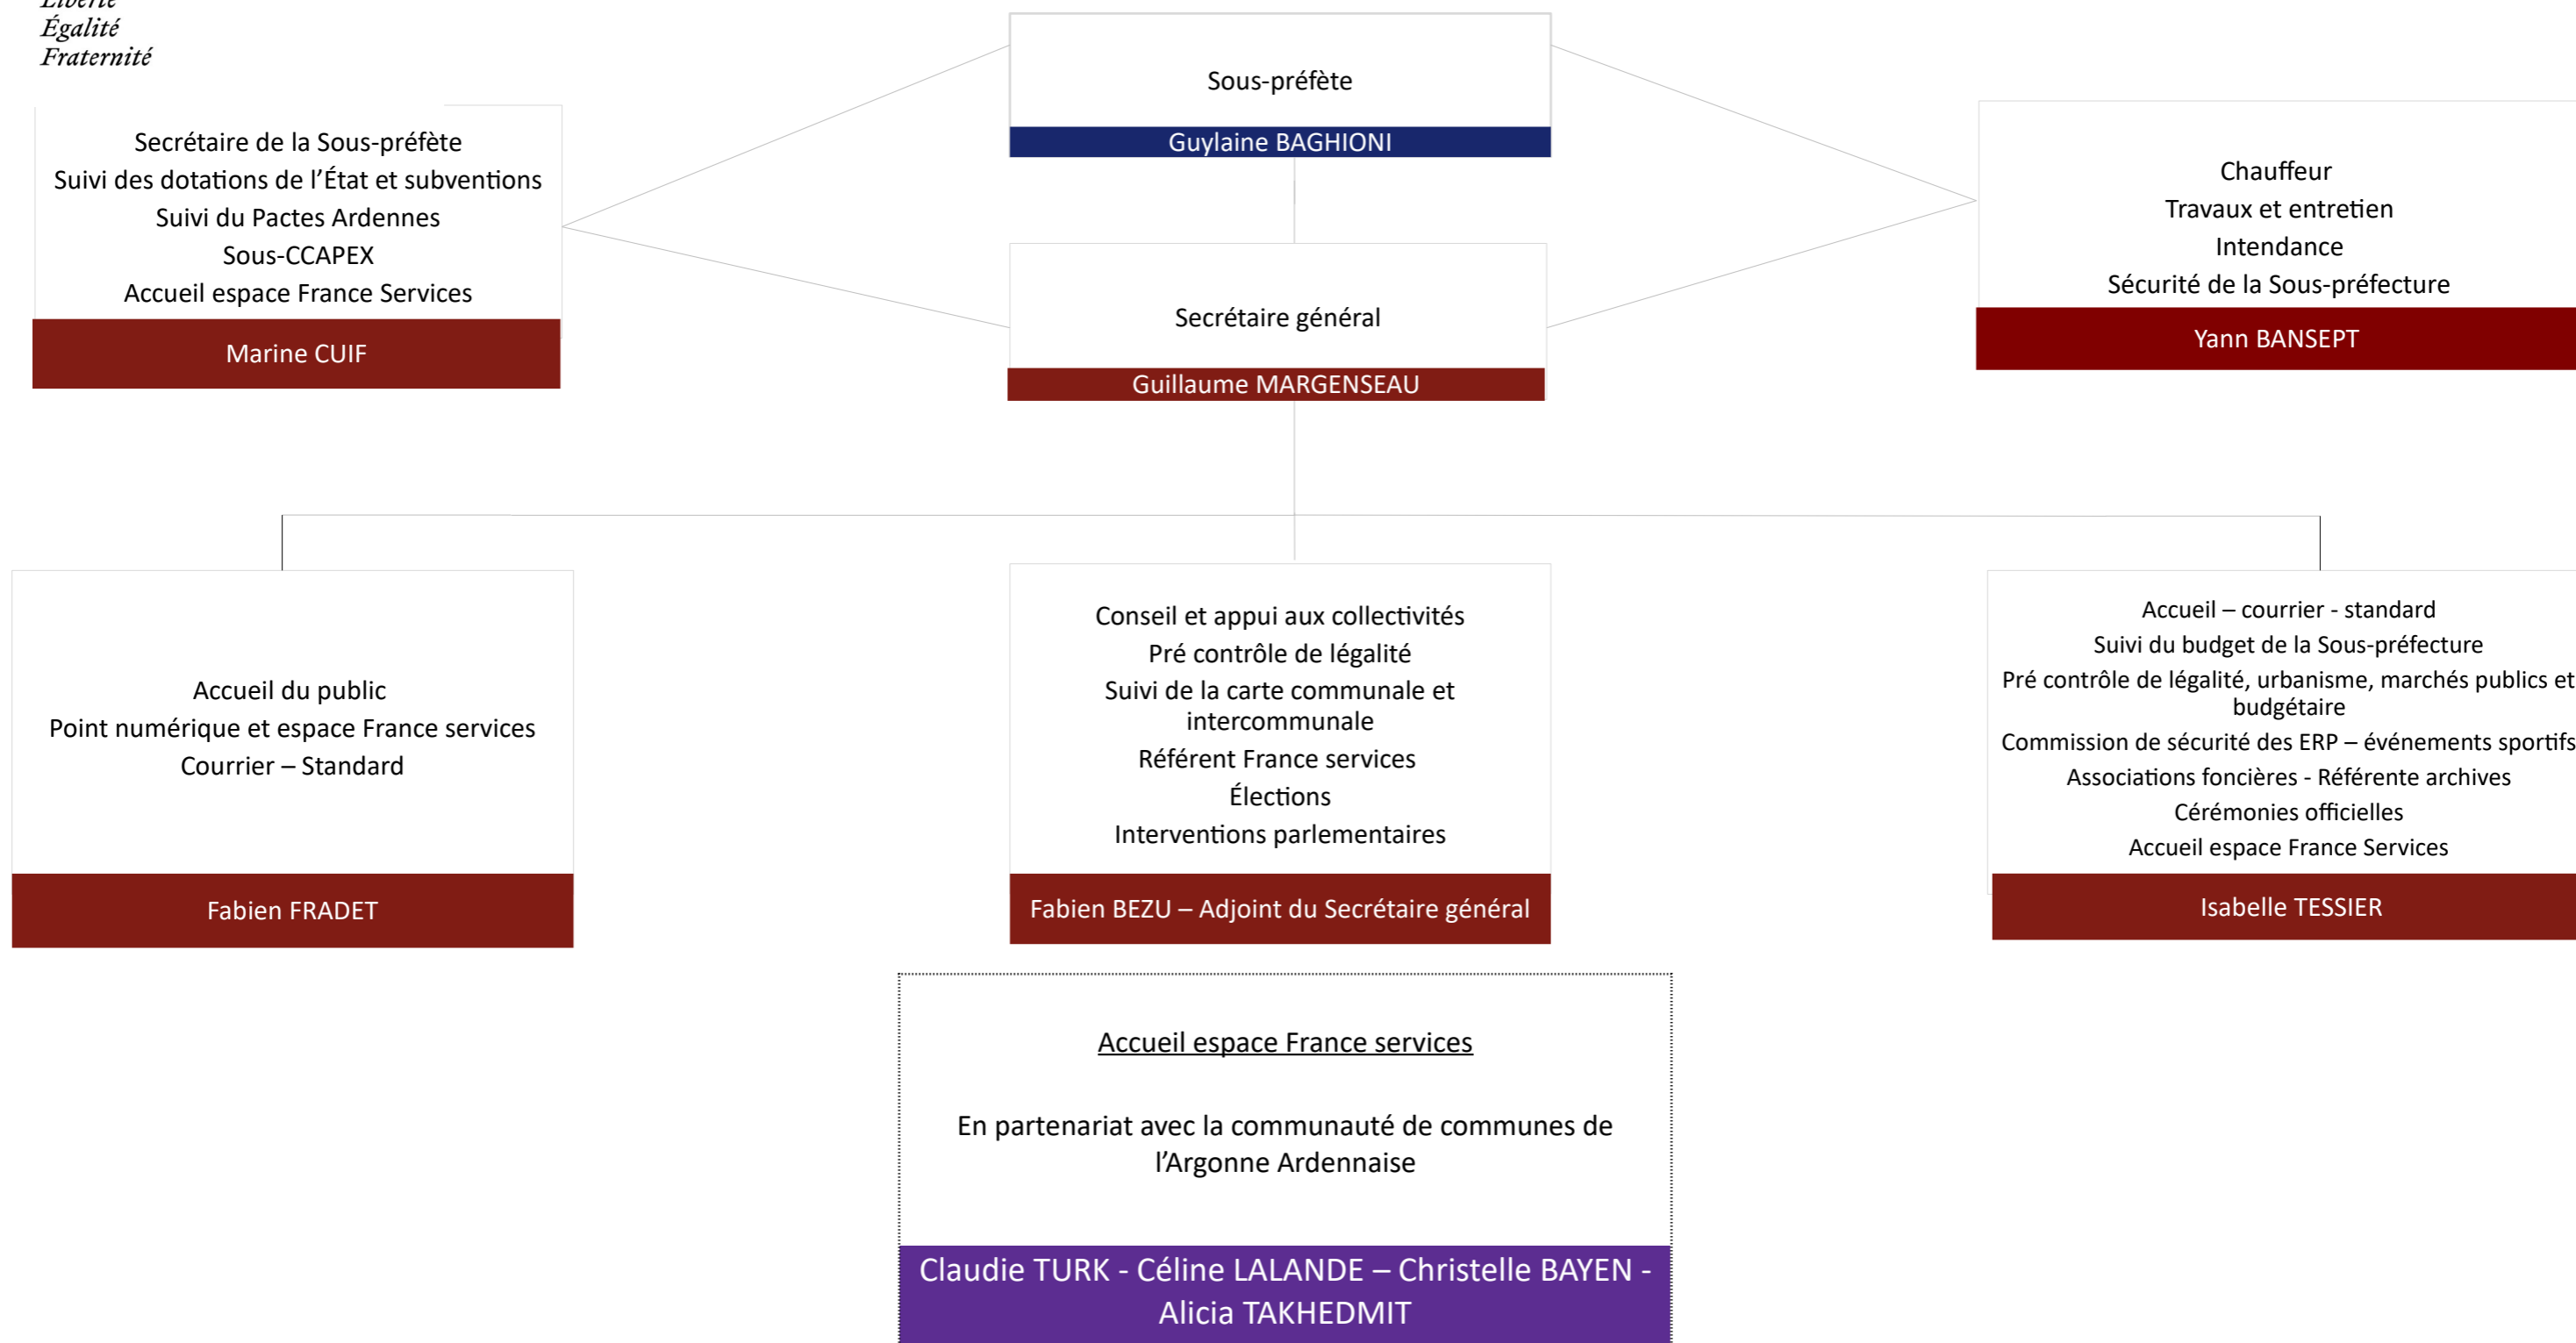 Liberté
Égalité
Fraternité
Sous-préfète
Guylaine BAGHIONI
Secrétaire de la Sous-préfète
Suivi des dotations de l'État et subventions
Suivi du Pactes Ardennes
Sous-CCAPEX
Accueil espace France Services
Marine CUIF
Chauffeur
Travaux et entretien
Intendance
Sécurité de la Sous-préfecture
Yann BANSEPT
Secrétaire général
Guillaume MARGENSEAU
Accueil du public
Point numérique et espace France services
Courrier – Standard
Fabien FRADET
Conseil et appui aux collectivités
Pré contrôle de légalité
Suivi de la carte communale et
intercommunale
Référent France services
Élections
Interventions parlementaires
Fabien BEZU – Adjoint du Secrétaire général
Accueil – courrier - standard
Suivi du budget de la Sous-préfecture
Pré contrôle de légalité, urbanisme, marchés publics et
budgétaire
Commission de sécurité des ERP – événements sportifs
Associations foncières - Référente archives
Cérémonies officielles
Accueil espace France Services
Isabelle TESSIER
Accueil espace France services
En partenariat avec la communauté de communes de
l'Argonne Ardennaise
Claudie TURK - Céline LALANDE – Christelle BAYEN -
Alicia TAKHEDMIT